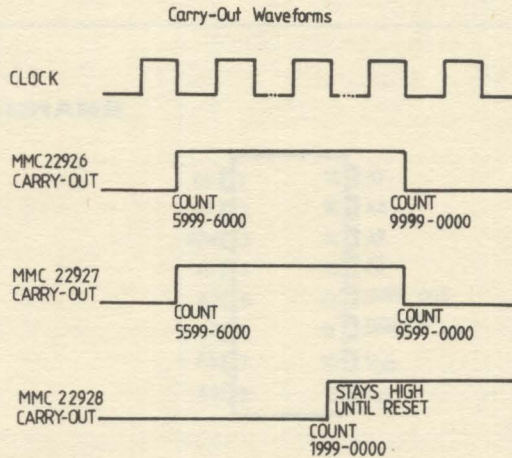 Carry-Out Waveforms
CLOCK
MMC22926
CARRY-OUT
COUNT
5999-6000
COUNT
9999-0000
MMC 22927
CARRY-OUT
COUNT
5599-6000
COUNT
9599-0000
MMC 22928
CARRY-OUT
STAYS HIGH
UNTIL RESET
COUNT
1999-0000